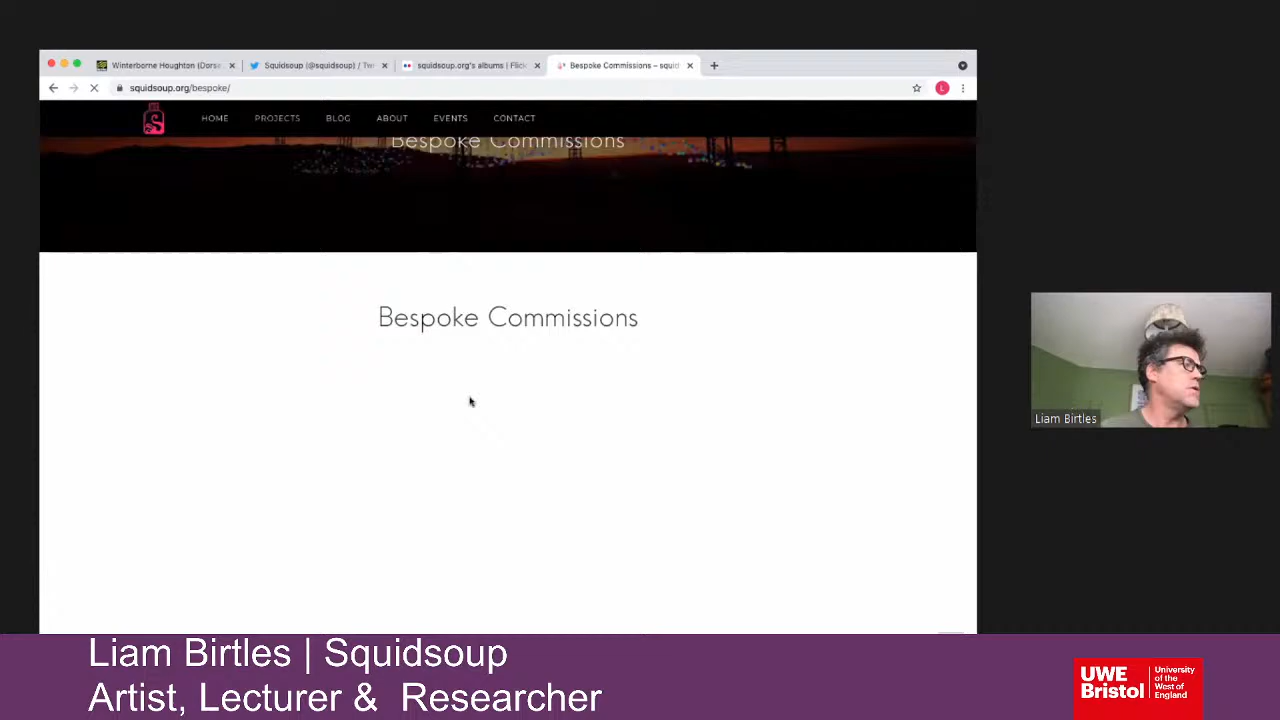 Winterborne Houghton (Dorse
Squidsoup (@squidsoup) / Tw
squidsoup.org's albums | Flick
Bespoke Commissions – squid
squidsoup.org/bespoke/
L
S
HOME PROJECTS BLOG ABOUT EVENTS CONTACT
Bespoke Commissions
Bespoke Commissions
Liam Birtles
Liam Birtles | Squidsoup
Artist, Lecturer & Researcher
UWE
Bristol
University
of the
West of
England